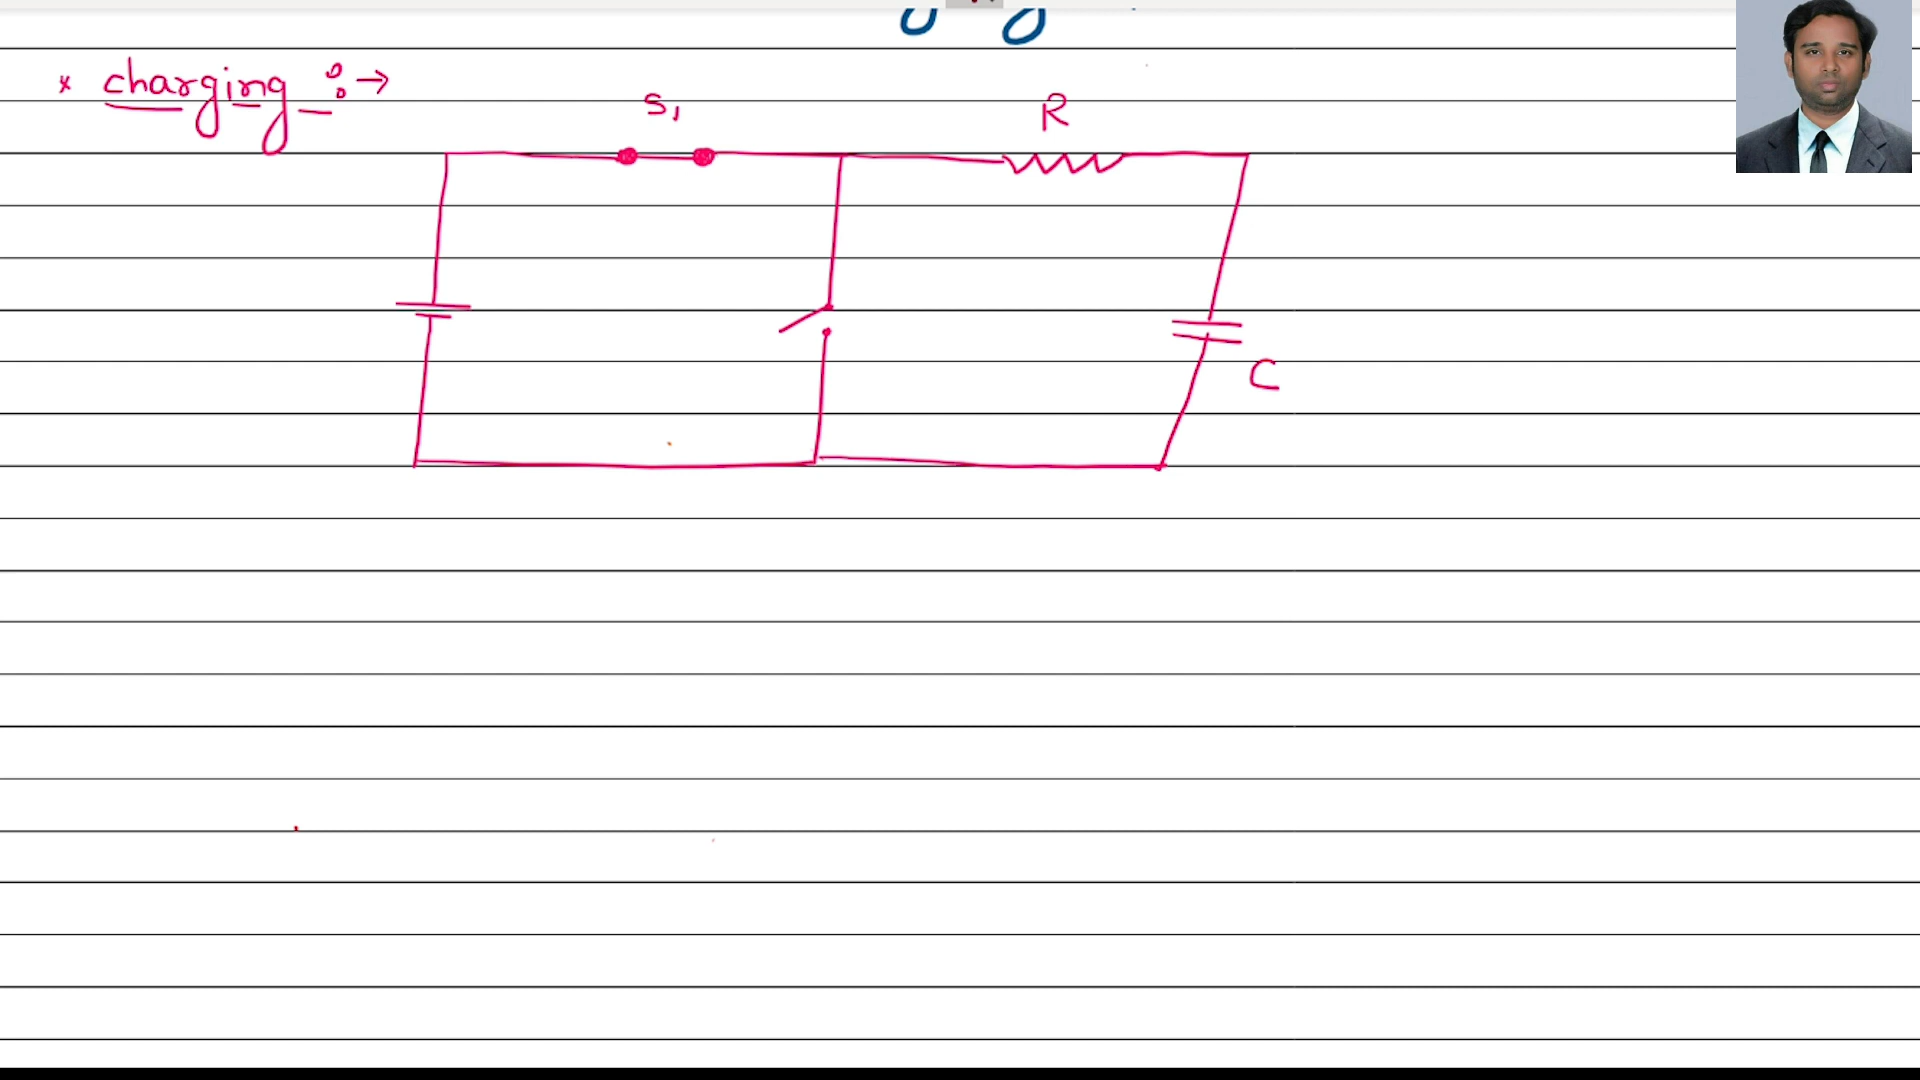 * charging :→
S₁
R
C